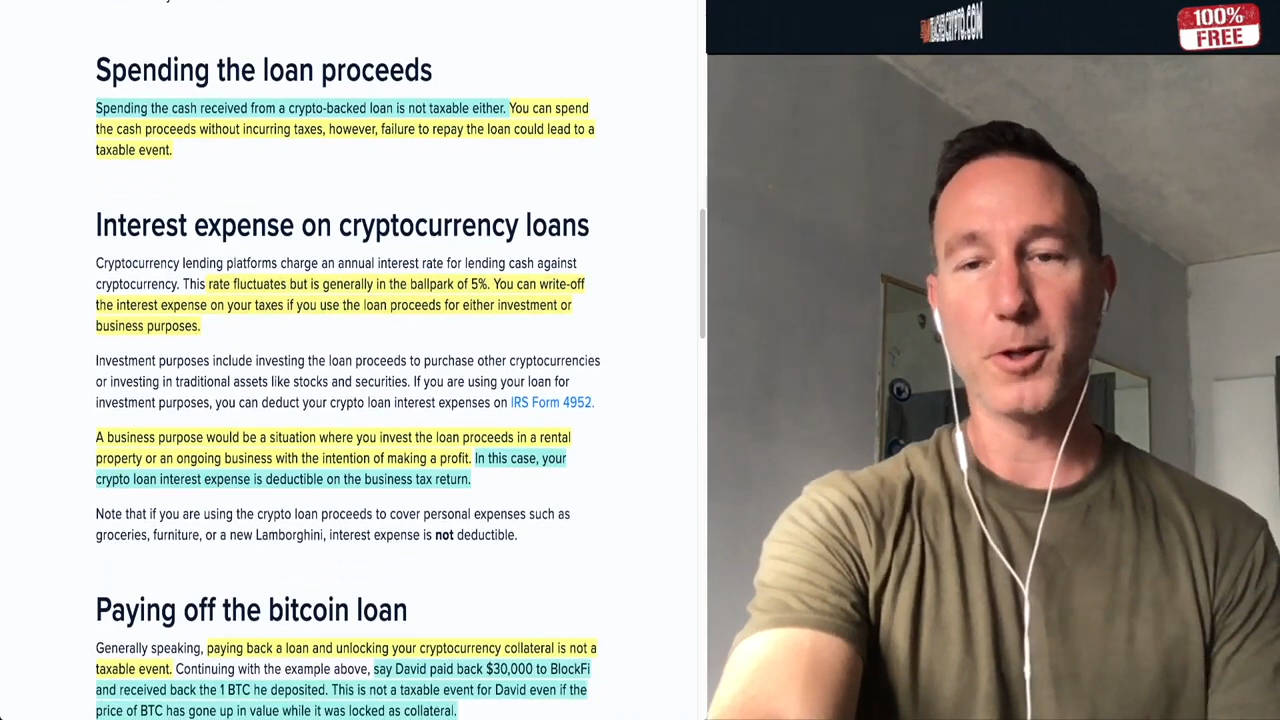 Spending the loan proceeds
Spending the cash received from a crypto-backed loan is not taxable either. You can spend
the cash proceeds without incurring taxes, however, failure to repay the loan could lead to a
taxable event.
Interest expense on cryptocurrency loans
Cryptocurrency lending platforms charge an annual interest rate for lending cash against
cryptocurrency. This rate fluctuates but is generally in the ballpark of 5%. You can write-off
the interest expense on your taxes if you use the loan proceeds for either investment or
business purposes.
Investment purposes include investing the loan proceeds to purchase other cryptocurrencies
or investing in traditional assets like stocks and securities. If you are using your loan for
investment purposes, you can deduct your crypto loan interest expenses on IRS Form 4952.
A business purpose would be a situation where you invest the loan proceeds in a rental
property or an ongoing business with the intention of making a profit. In this case, your
crypto loan interest expense is deductible on the business tax return.
Note that if you are using the crypto loan proceeds to cover personal expenses such as
groceries, furniture, or a new Lamborghini, interest expense is not deductible.
Paying off the bitcoin loan
Generally speaking, paying back a loan and unlocking your cryptocurrency collateral is not a
taxable event. Continuing with the example above, say David paid back $30,000 to BlockFi
and received back the 1 BTC he deposited. This is not a taxable event for David even if the
price of BTC has gone up in value while it was locked as collateral.
100%
FREE